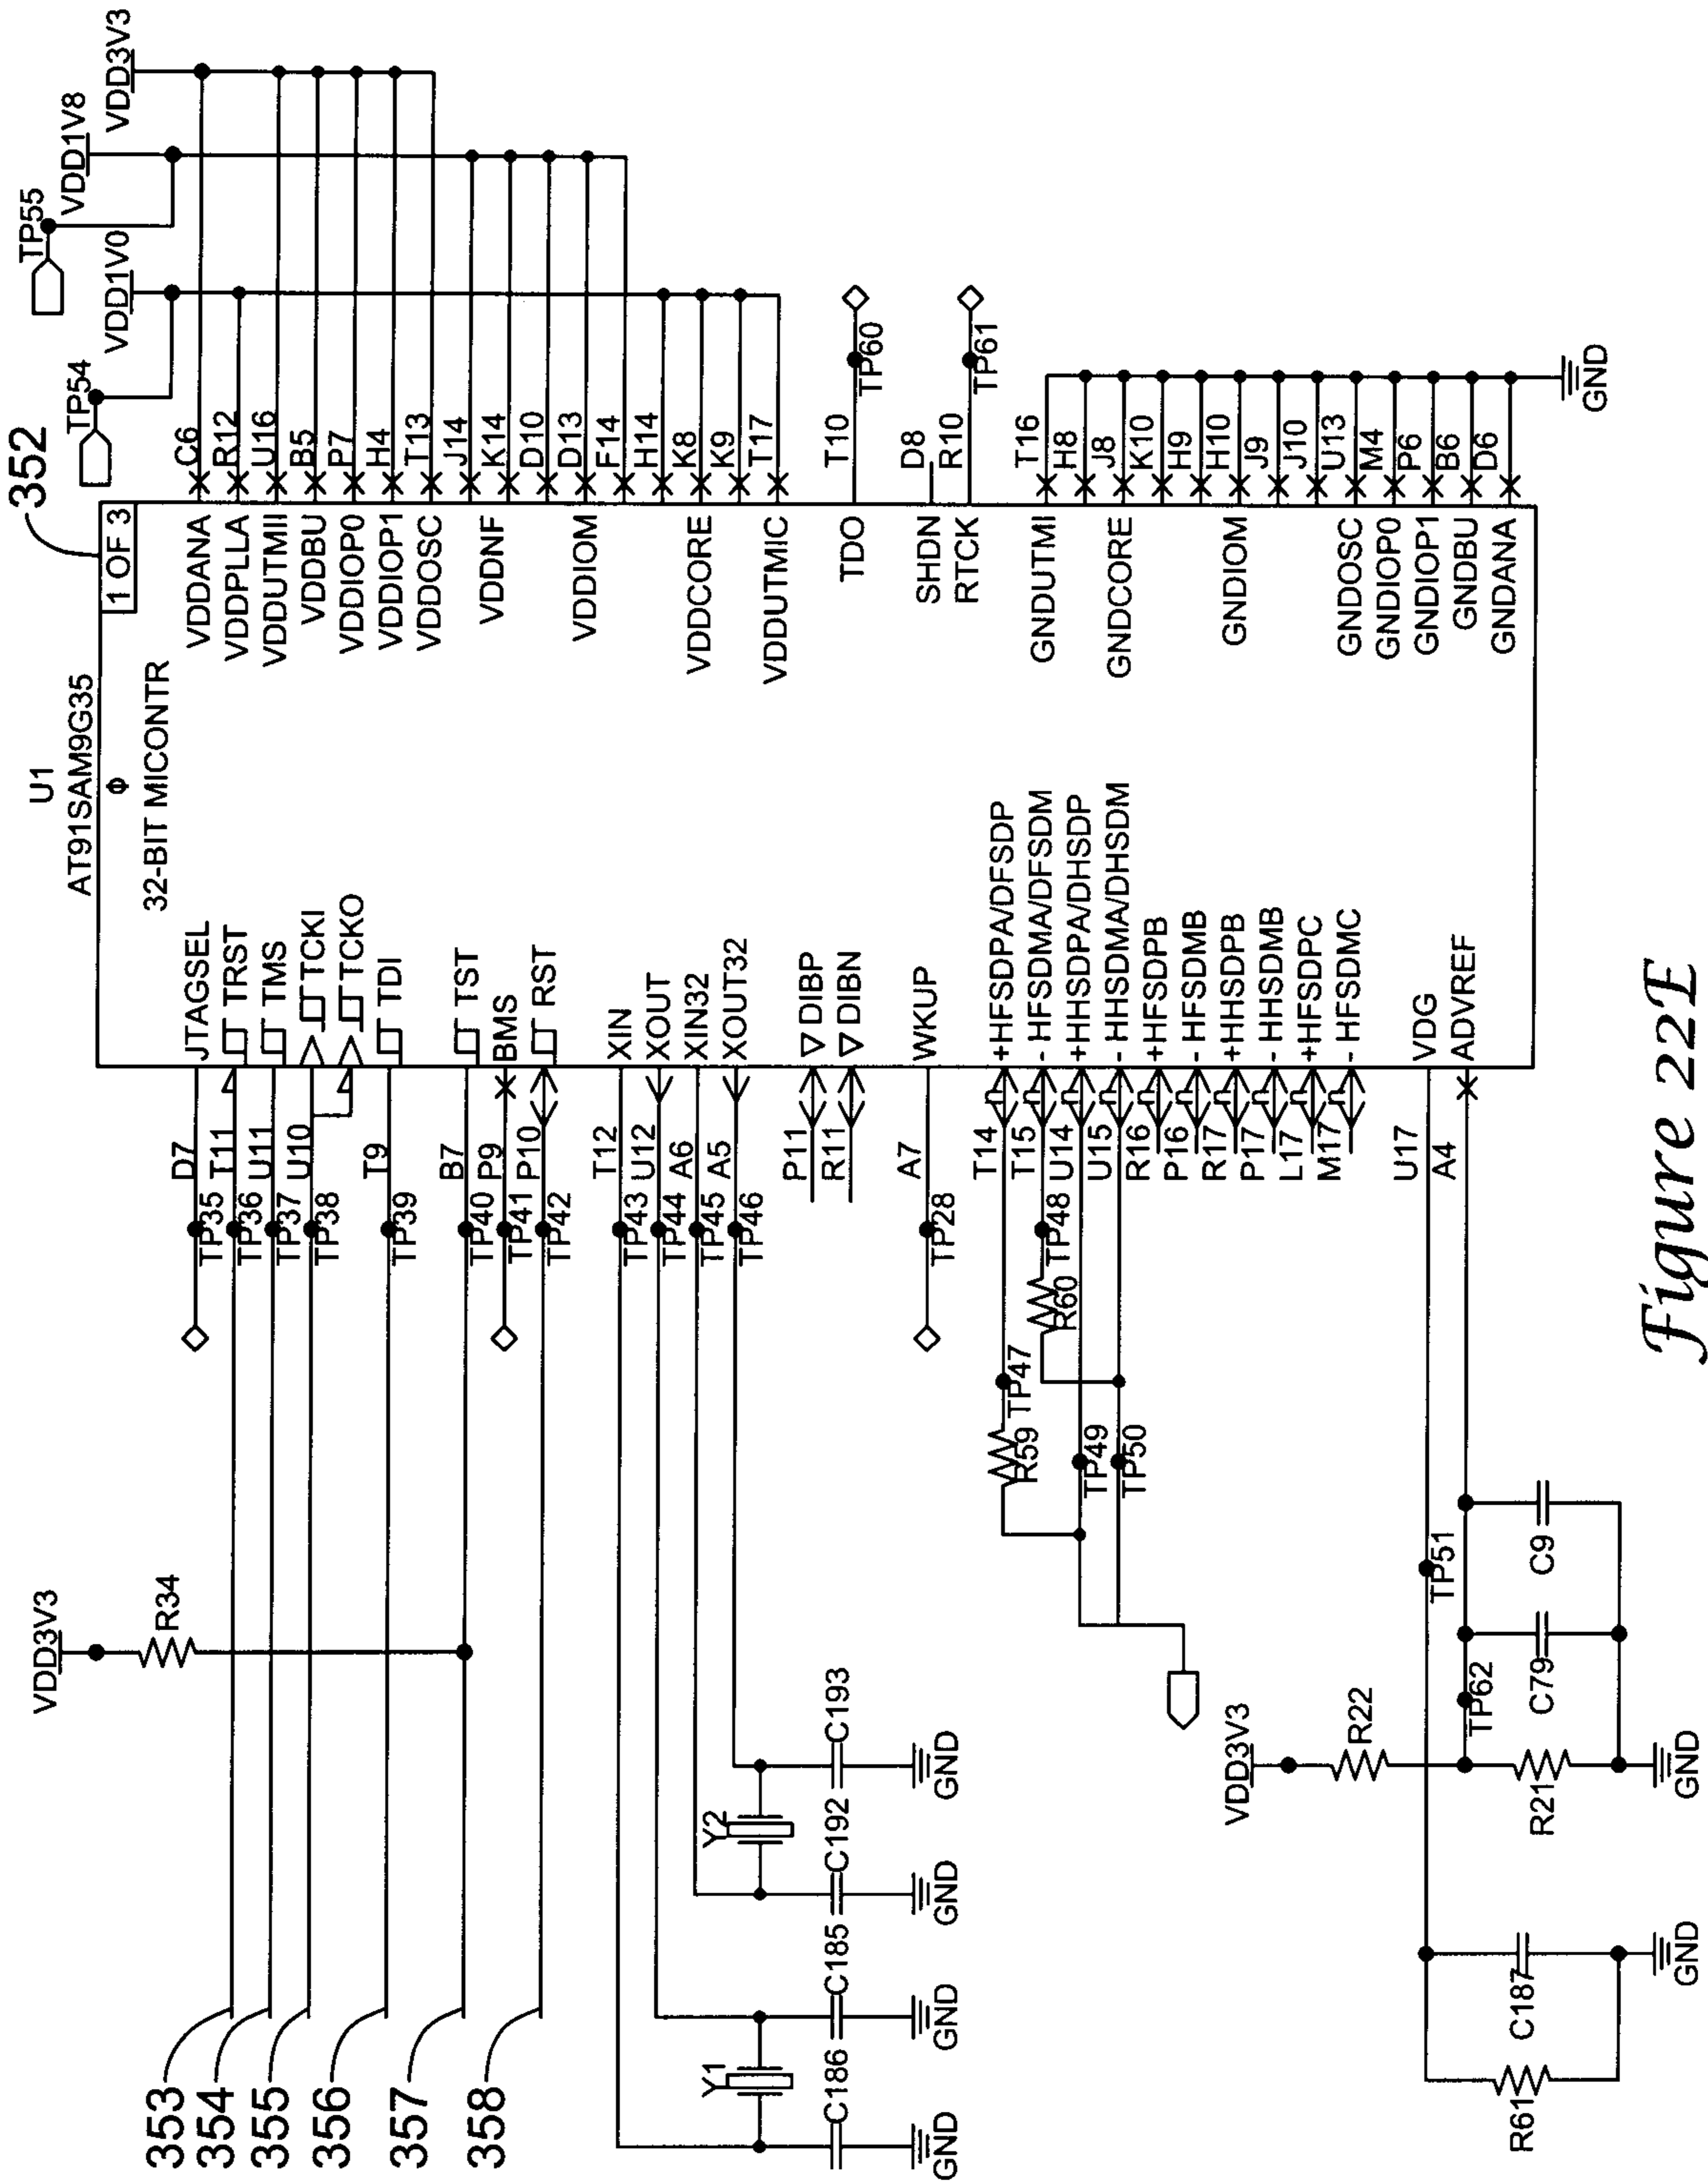 352
U1
AT91SAM9G35
Φ
1 OF 3
32-BIT MICONTR
TP54
TP55
VDD1V0
VDD1V8
VDD3V3
353
354
355
356
357
358
VDD3V3
R34
TP35 D7 JTAGSEL
TP36 T11 TRST
TP37 U11 TMS
TP38 U10 TCKI
TCKO
TP39 T9 TDI
TP40 B7 TST
TP41 P9 BMS
TP42 P10 RST
TP43 T12 XIN
TP44 U12 XOUT
TP45 A6 XIN32
TP46 A5 XOUT32
P11 DIBP
R11 DIBN
TP28 A7 WKUP
T14 n +HFSDPA/DFSDP
T15 n - HFSDMA/DFSDM
U14 n +HHSDPA/DHSDP
U15 n - HHSDMA/DHSDM
R16 n +HFSDPB
P16 n - HFSDMB
R17 n +HHSDPB
P17 n - HHSDMB
L17 n +HFSDPC
M17 n - HFSDMC
U17 VDG
A4 ADVREF
VDDANA C6
VDDPLLA R12
VDDUTMII U16
VDDBU B5
VDDIOP0 P7
VDDIOP1 H4
VDDOSC T13
J14
VDDNF K14
D10
D13
VDDIOM F14
H14
K8
VDDCORE K9
VDDUTMIC T17
TDO T10 TP60
SHDN D8
RTCK R10 TP61
GNDUTMI T16
H8
GNDCORE J8
K10
H9
GNDIOM H10
J9
J10
GNDOSC U13
GNDIOP0 M4
GNDIOP1 P6
GNDBU B6
GNDANA D6
GND
Y1
C186
C185
GND
GND
Y2
C192
C193
GND
GND
R59
TP47
R60
TP48
TP49
TP50
VDD3V3
R22
TP62
TP51
R21
C79
C9
GND
R61
C187
GND
Figure 22E